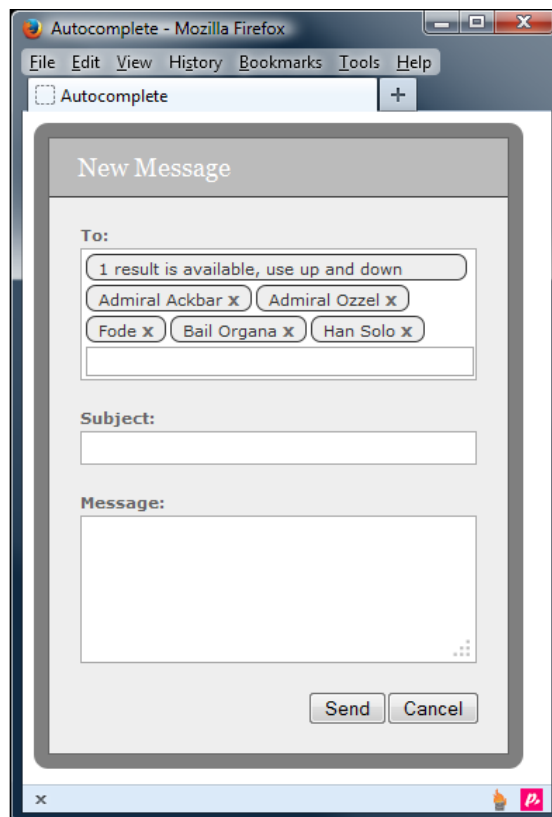 Autocomplete - Mozilla Firefox
File Edit View History Bookmarks Tools Help
Autocomplete +
New Message
To:
1 result is available, use up and down
Admiral Ackbar x Admiral Ozzel x
Fode x Bail Organa x Han Solo x
Subject:
Message:
Send Cancel
x p,